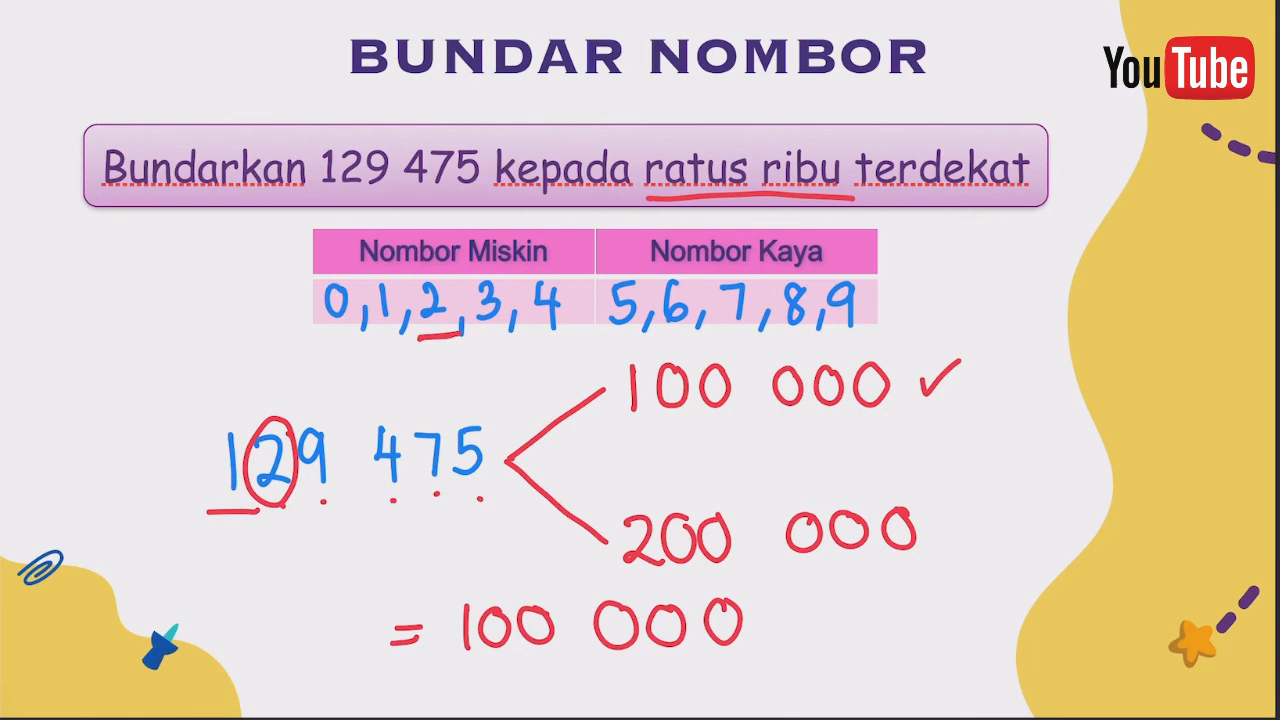 BUNDAR NOMBOR
YouTube
Bundarkan 129 475 kepada ratus ribu terdekat
Nombor Miskin Nombor Kaya
0, 1, 2, 3, 4 5, 6, 7, 8, 9
100 000 ✓
129 475
200 000
= 100 000